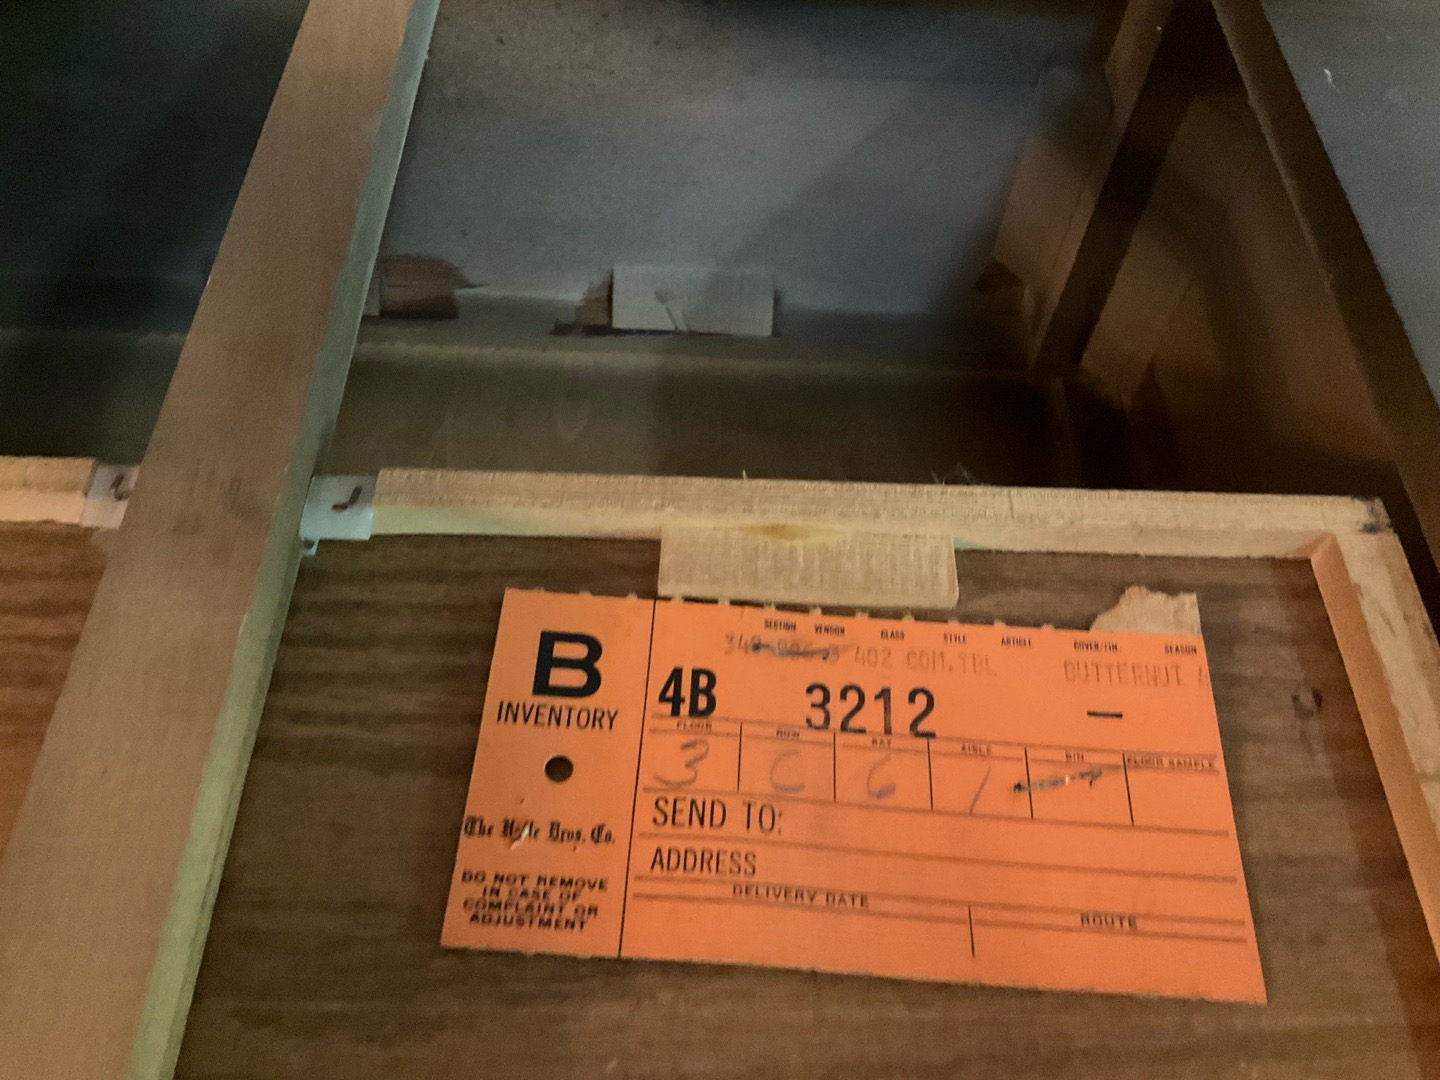 B
INVENTORY
The Bros. Co.
DO NOT REMOVE
IN CASE OF
COMPLAINT OR
ADJUSTMENT
SECTION VENDOR CLASS STYLE ARTICLE COVER/FIN. SEASON
402 COM.TBL BUTTERNUT
4B 3212 —
FLOOR ROW BAY AISLE BIN FLOOR SAMPLE
3 C 6 1
SEND TO:
ADDRESS
DELIVERY DATE ROUTE